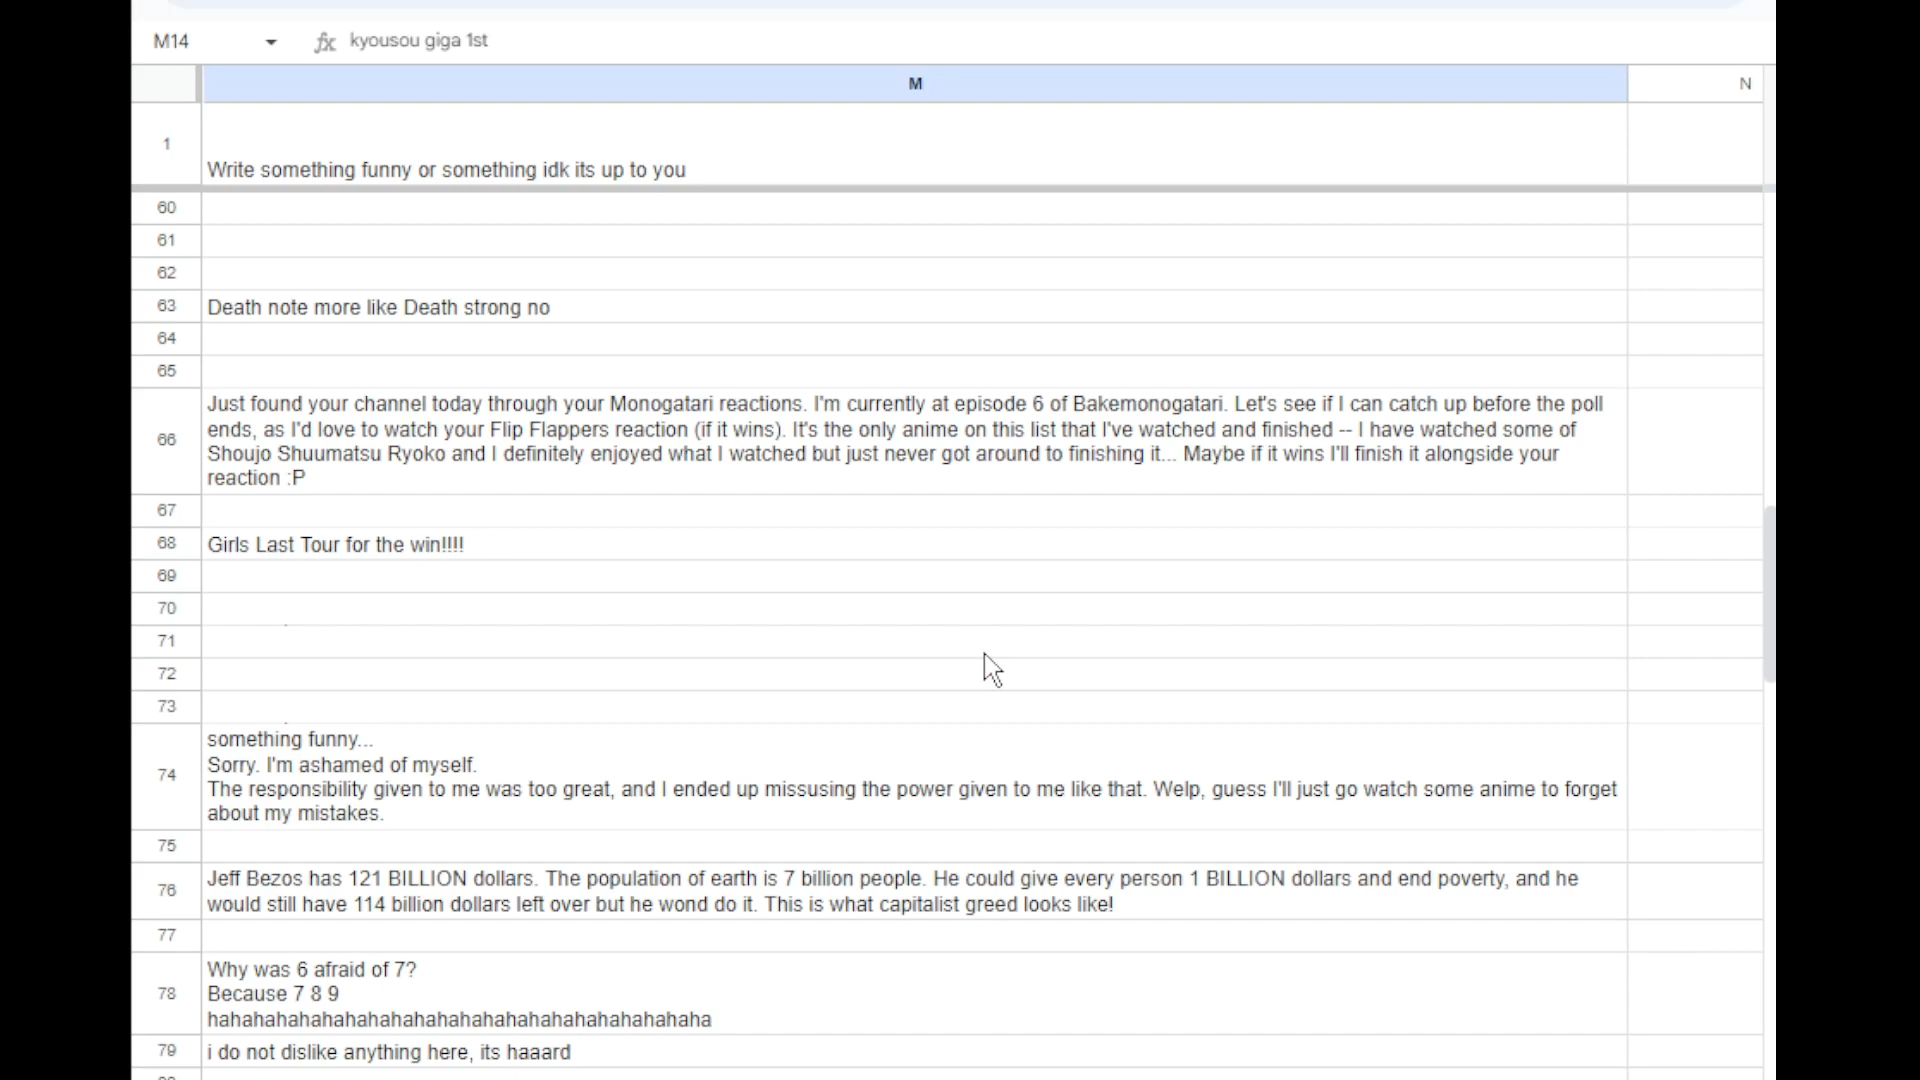 M14 fx kyousou giga 1st
M N
1 Write something funny or something idk its up to you
60
61
62
63 Death note more like Death strong no
64
65
66 Just found your channel today through your Monogatari reactions. I'm currently at episode 6 of Bakemonogatari. Let's see if I can catch up before the poll
ends, as I'd love to watch your Flip Flappers reaction (if it wins). It's the only anime on this list that I've watched and finished -- I have watched some of
Shoujo Shuumatsu Ryoko and I definitely enjoyed what I watched but just never got around to finishing it... Maybe if it wins I'll finish it alongside your
reaction :P
67
68 Girls Last Tour for the win!!!!
69
70
71
72
73
74 something funny...
Sorry. I'm ashamed of myself.
The responsibility given to me was too great, and I ended up missusing the power given to me like that. Welp, guess I'll just go watch some anime to forget
about my mistakes.
75
76 Jeff Bezos has 121 BILLION dollars. The population of earth is 7 billion people. He could give every person 1 BILLION dollars and end poverty, and he
would still have 114 billion dollars left over but he wond do it. This is what capitalist greed looks like!
77
78 Why was 6 afraid of 7?
Because 7 8 9
hahahahahahahahahahahahahahahahahahahahahaha
79 i do not dislike anything here, its haaard